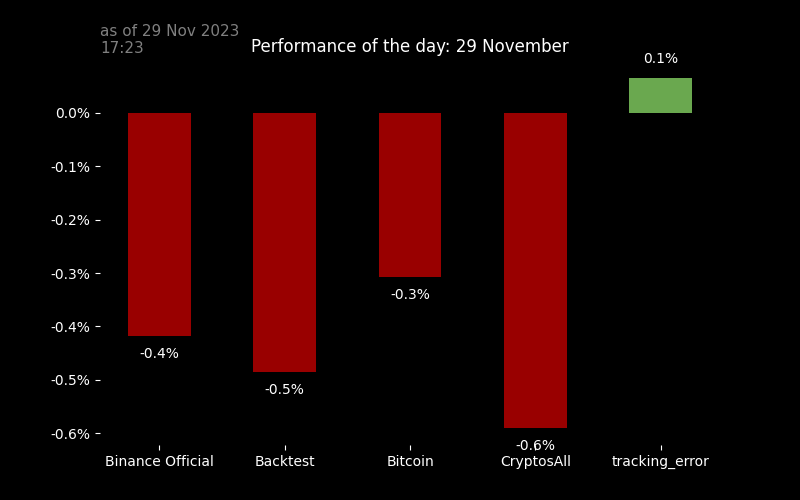 as of 29 Nov 2023
17:23
Performance of the day: 29 November
0.1%
0.0%
-0.1%
-0.2%
-0.3%
-0.4%
-0.5%
-0.6%
-0.4%
-0.5%
-0.3%
-0.6%
Binance Official
Backtest
Bitcoin
CryptosAll
tracking_error